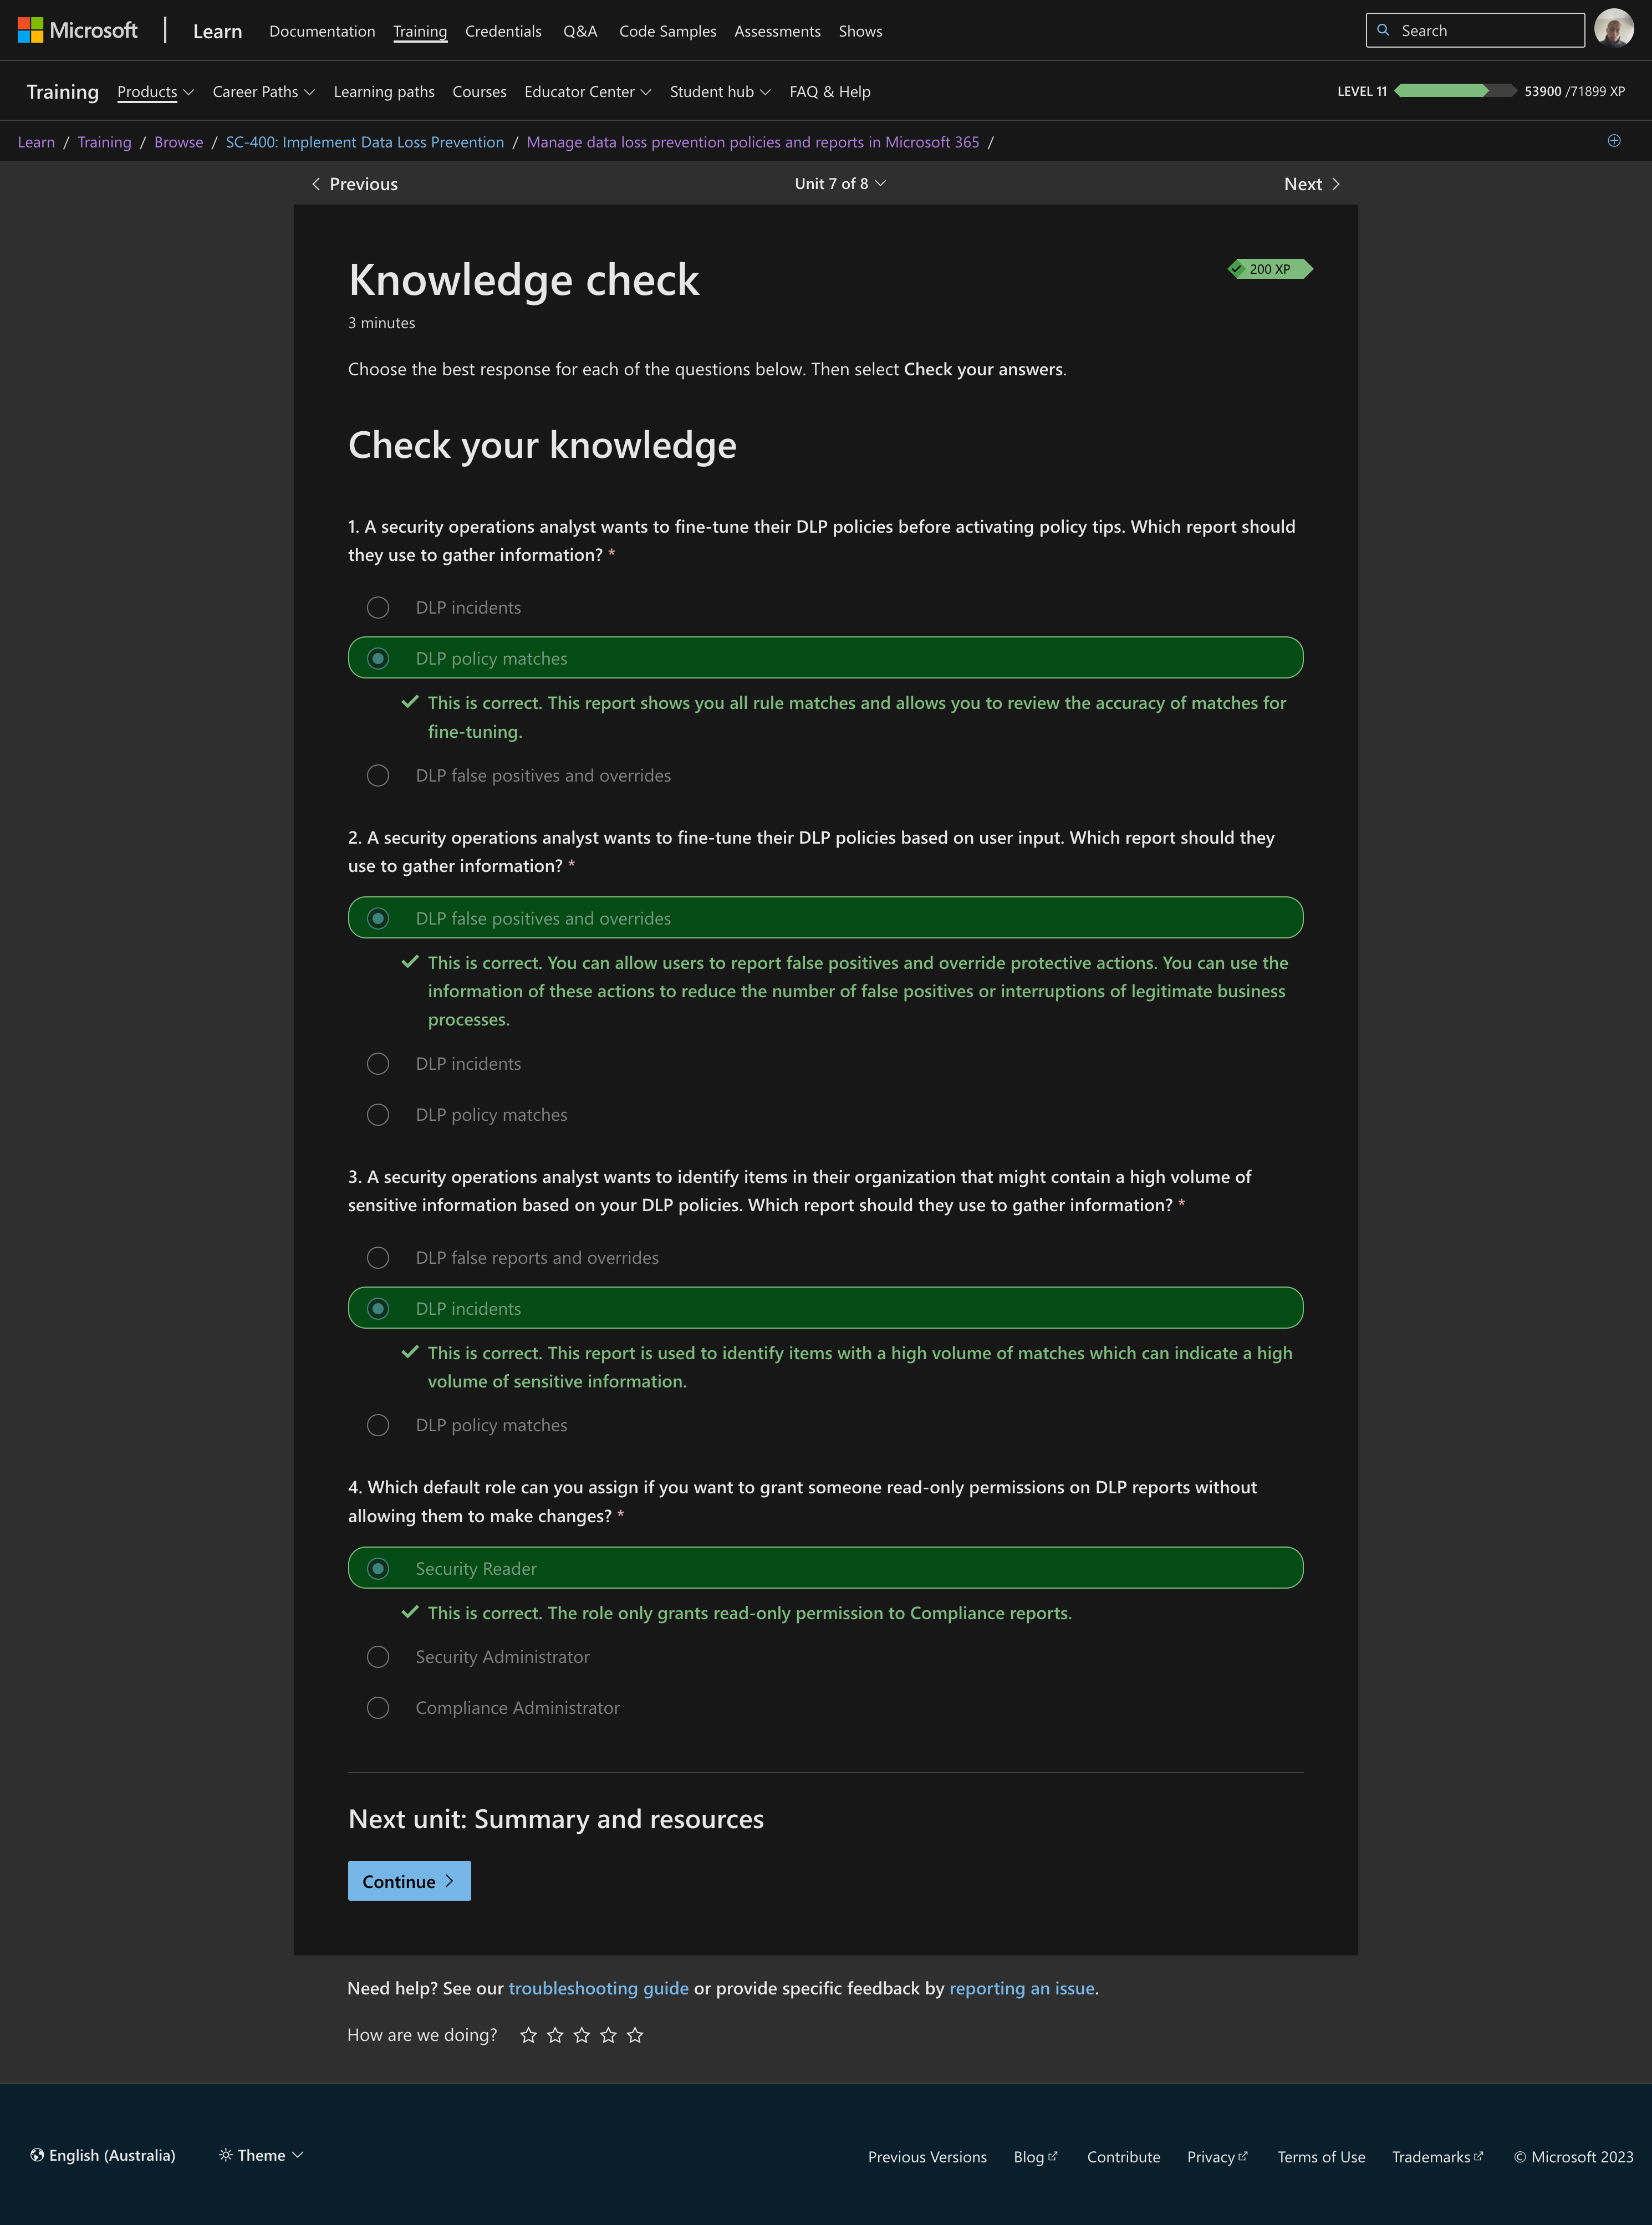 Microsoft | Learn Documentation Training Credentials Q&A Code Samples Assessments Shows Search
Training Products Career Paths Learning paths Courses Educator Center Student hub FAQ & Help LEVEL 11 53900 /71899 XP
Learn / Training / Browse / SC-400: Implement Data Loss Prevention / Manage data loss prevention policies and reports in Microsoft 365 /
Previous Unit 7 of 8 Next
Knowledge check
200 XP
3 minutes
Choose the best response for each of the questions below. Then select Check your answers.
Check your knowledge
1. A security operations analyst wants to fine-tune their DLP policies before activating policy tips. Which report should
they use to gather information? *
DLP incidents
DLP policy matches
This is correct. This report shows you all rule matches and allows you to review the accuracy of matches for
fine-tuning.
DLP false positives and overrides
2. A security operations analyst wants to fine-tune their DLP policies based on user input. Which report should they
use to gather information? *
DLP false positives and overrides
This is correct. You can allow users to report false positives and override protective actions. You can use the
information of these actions to reduce the number of false positives or interruptions of legitimate business
processes.
DLP incidents
DLP policy matches
3. A security operations analyst wants to identify items in their organization that might contain a high volume of
sensitive information based on your DLP policies. Which report should they use to gather information? *
DLP false reports and overrides
DLP incidents
This is correct. This report is used to identify items with a high volume of matches which can indicate a high
volume of sensitive information.
DLP policy matches
4. Which default role can you assign if you want to grant someone read-only permissions on DLP reports without
allowing them to make changes? *
Security Reader
This is correct. The role only grants read-only permission to Compliance reports.
Security Administrator
Compliance Administrator
Next unit: Summary and resources
Continue
Need help? See our troubleshooting guide or provide specific feedback by reporting an issue.
How are we doing?
English (Australia) Theme Previous Versions Blog Contribute Privacy Terms of Use Trademarks © Microsoft 2023